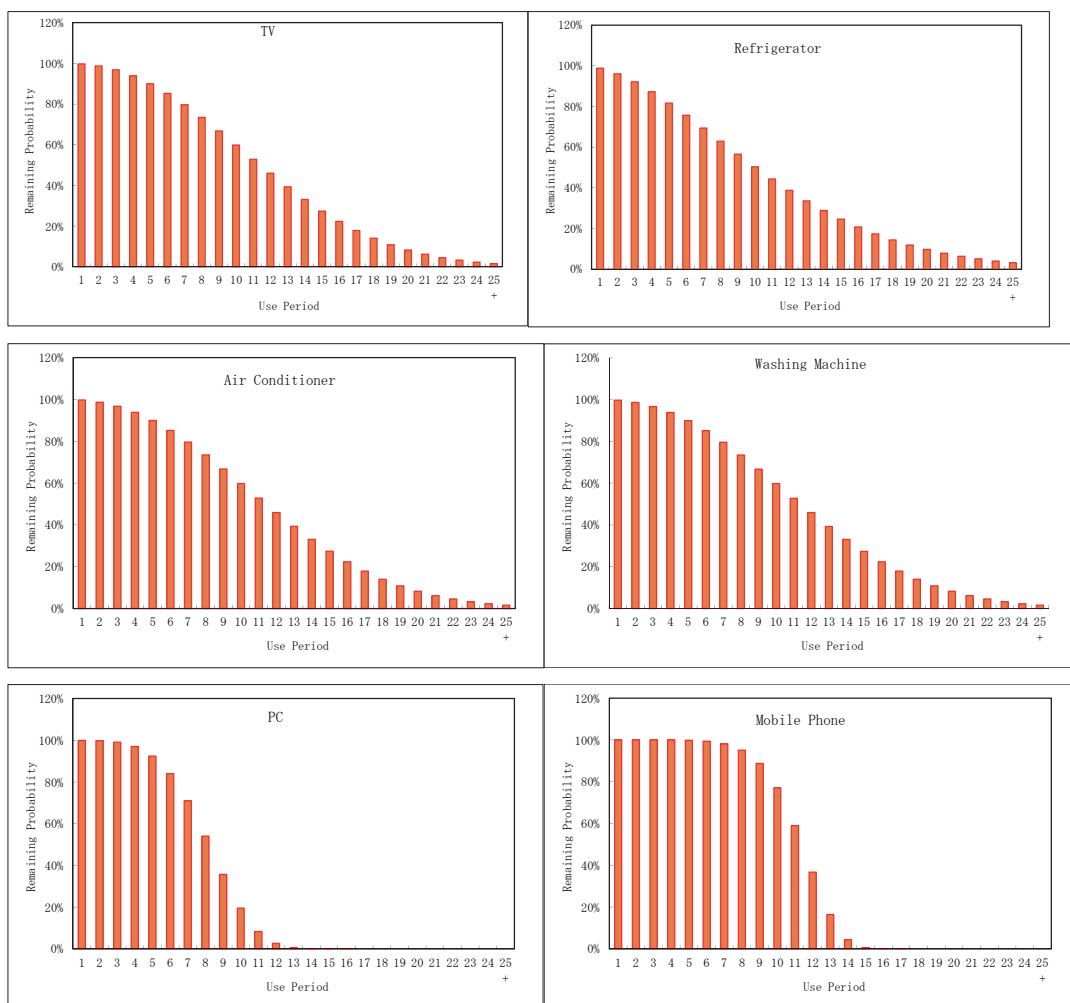 TV
120%
100%
80%
60%
40%
20%
0%
Remaining Probability
1 2 3 4 5 6 7 8 9 10 11 12 13 14 15 16 17 18 19 20 21 22 23 24 25
+
Use Period
Refrigerator
120%
100%
80%
60%
40%
20%
0%
Remaining Probability
1 2 3 4 5 6 7 8 9 10 11 12 13 14 15 16 17 18 19 20 21 22 23 24 25
+
Use Period
Air Conditioner
120%
100%
80%
60%
40%
20%
0%
Remaining Probability
1 2 3 4 5 6 7 8 9 10 11 12 13 14 15 16 17 18 19 20 21 22 23 24 25
+
Use Period
Washing Machine
120%
100%
80%
60%
40%
20%
0%
Remaining Probability
1 2 3 4 5 6 7 8 9 10 11 12 13 14 15 16 17 18 19 20 21 22 23 24 25
+
Use Period
PC
120%
100%
80%
60%
40%
20%
0%
Remaining Probability
1 2 3 4 5 6 7 8 9 10 11 12 13 14 15 16 17 18 19 20 21 22 23 24 25
+
Use Period
Mobile Phone
120%
100%
80%
60%
40%
20%
0%
Remaining Probability
1 2 3 4 5 6 7 8 9 10 11 12 13 14 15 16 17 18 19 20 21 22 23 24 25
+
Use Period